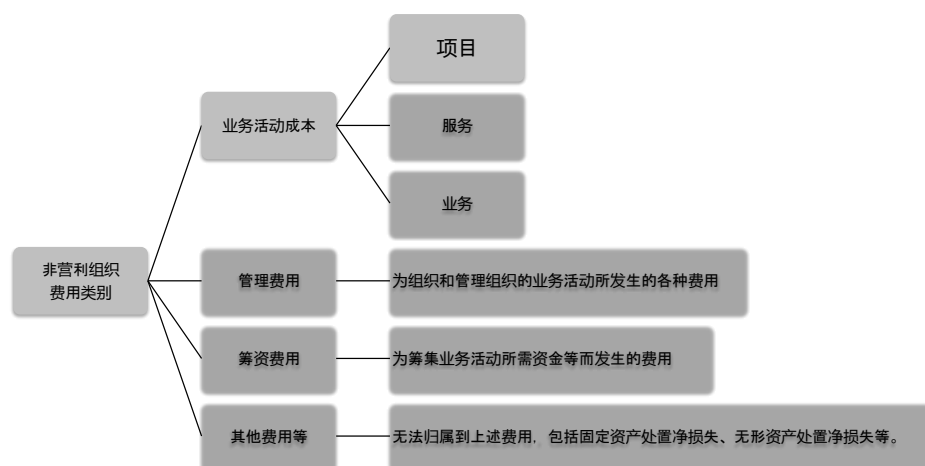 项目
业务活动成本
服务
业务
非营利组织
费用类别
管理费用
为组织和管理组织的业务活动所发生的各种费用
筹资费用
为筹集业务活动所需资金等而发生的费用
其他费用等
无法归属到上述费用，包括固定资产处置净损失、无形资产处置净损失等。